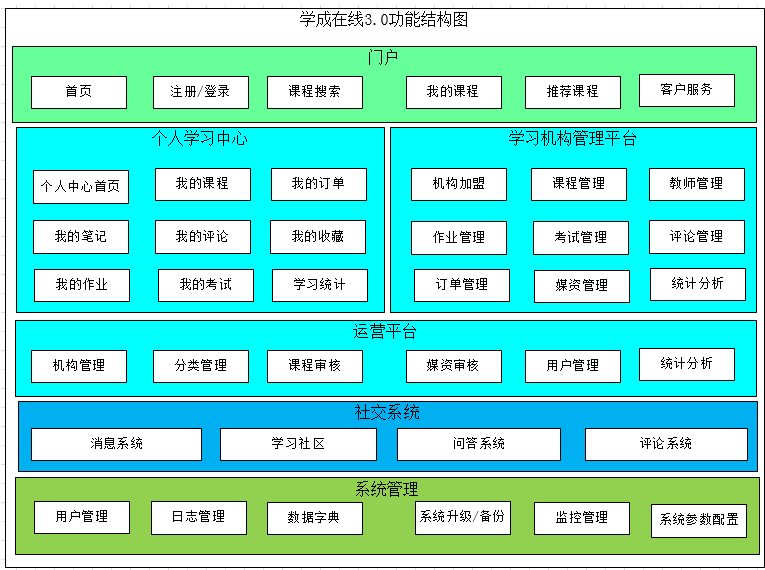 学成在线3.0功能结构图
门户
首页 注册/登录 课程搜索 我的课程 推荐课程 客户服务
个人学习中心
个人中心首页 我的课程 我的订单
我的笔记 我的评论 我的收藏
我的作业 我的考试 学习统计
学习机构管理平台
机构加盟 课程管理 教师管理
作业管理 考试管理 评论管理
订单管理 媒资管理 统计分析
运营平台
机构管理 分类管理 课程审核 媒资审核 用户管理 统计分析
社交系统
消息系统 学习社区 问答系统 评论系统
系统管理
用户管理 日志管理 数据字典 系统升级/备份 监控管理 系统参数配置